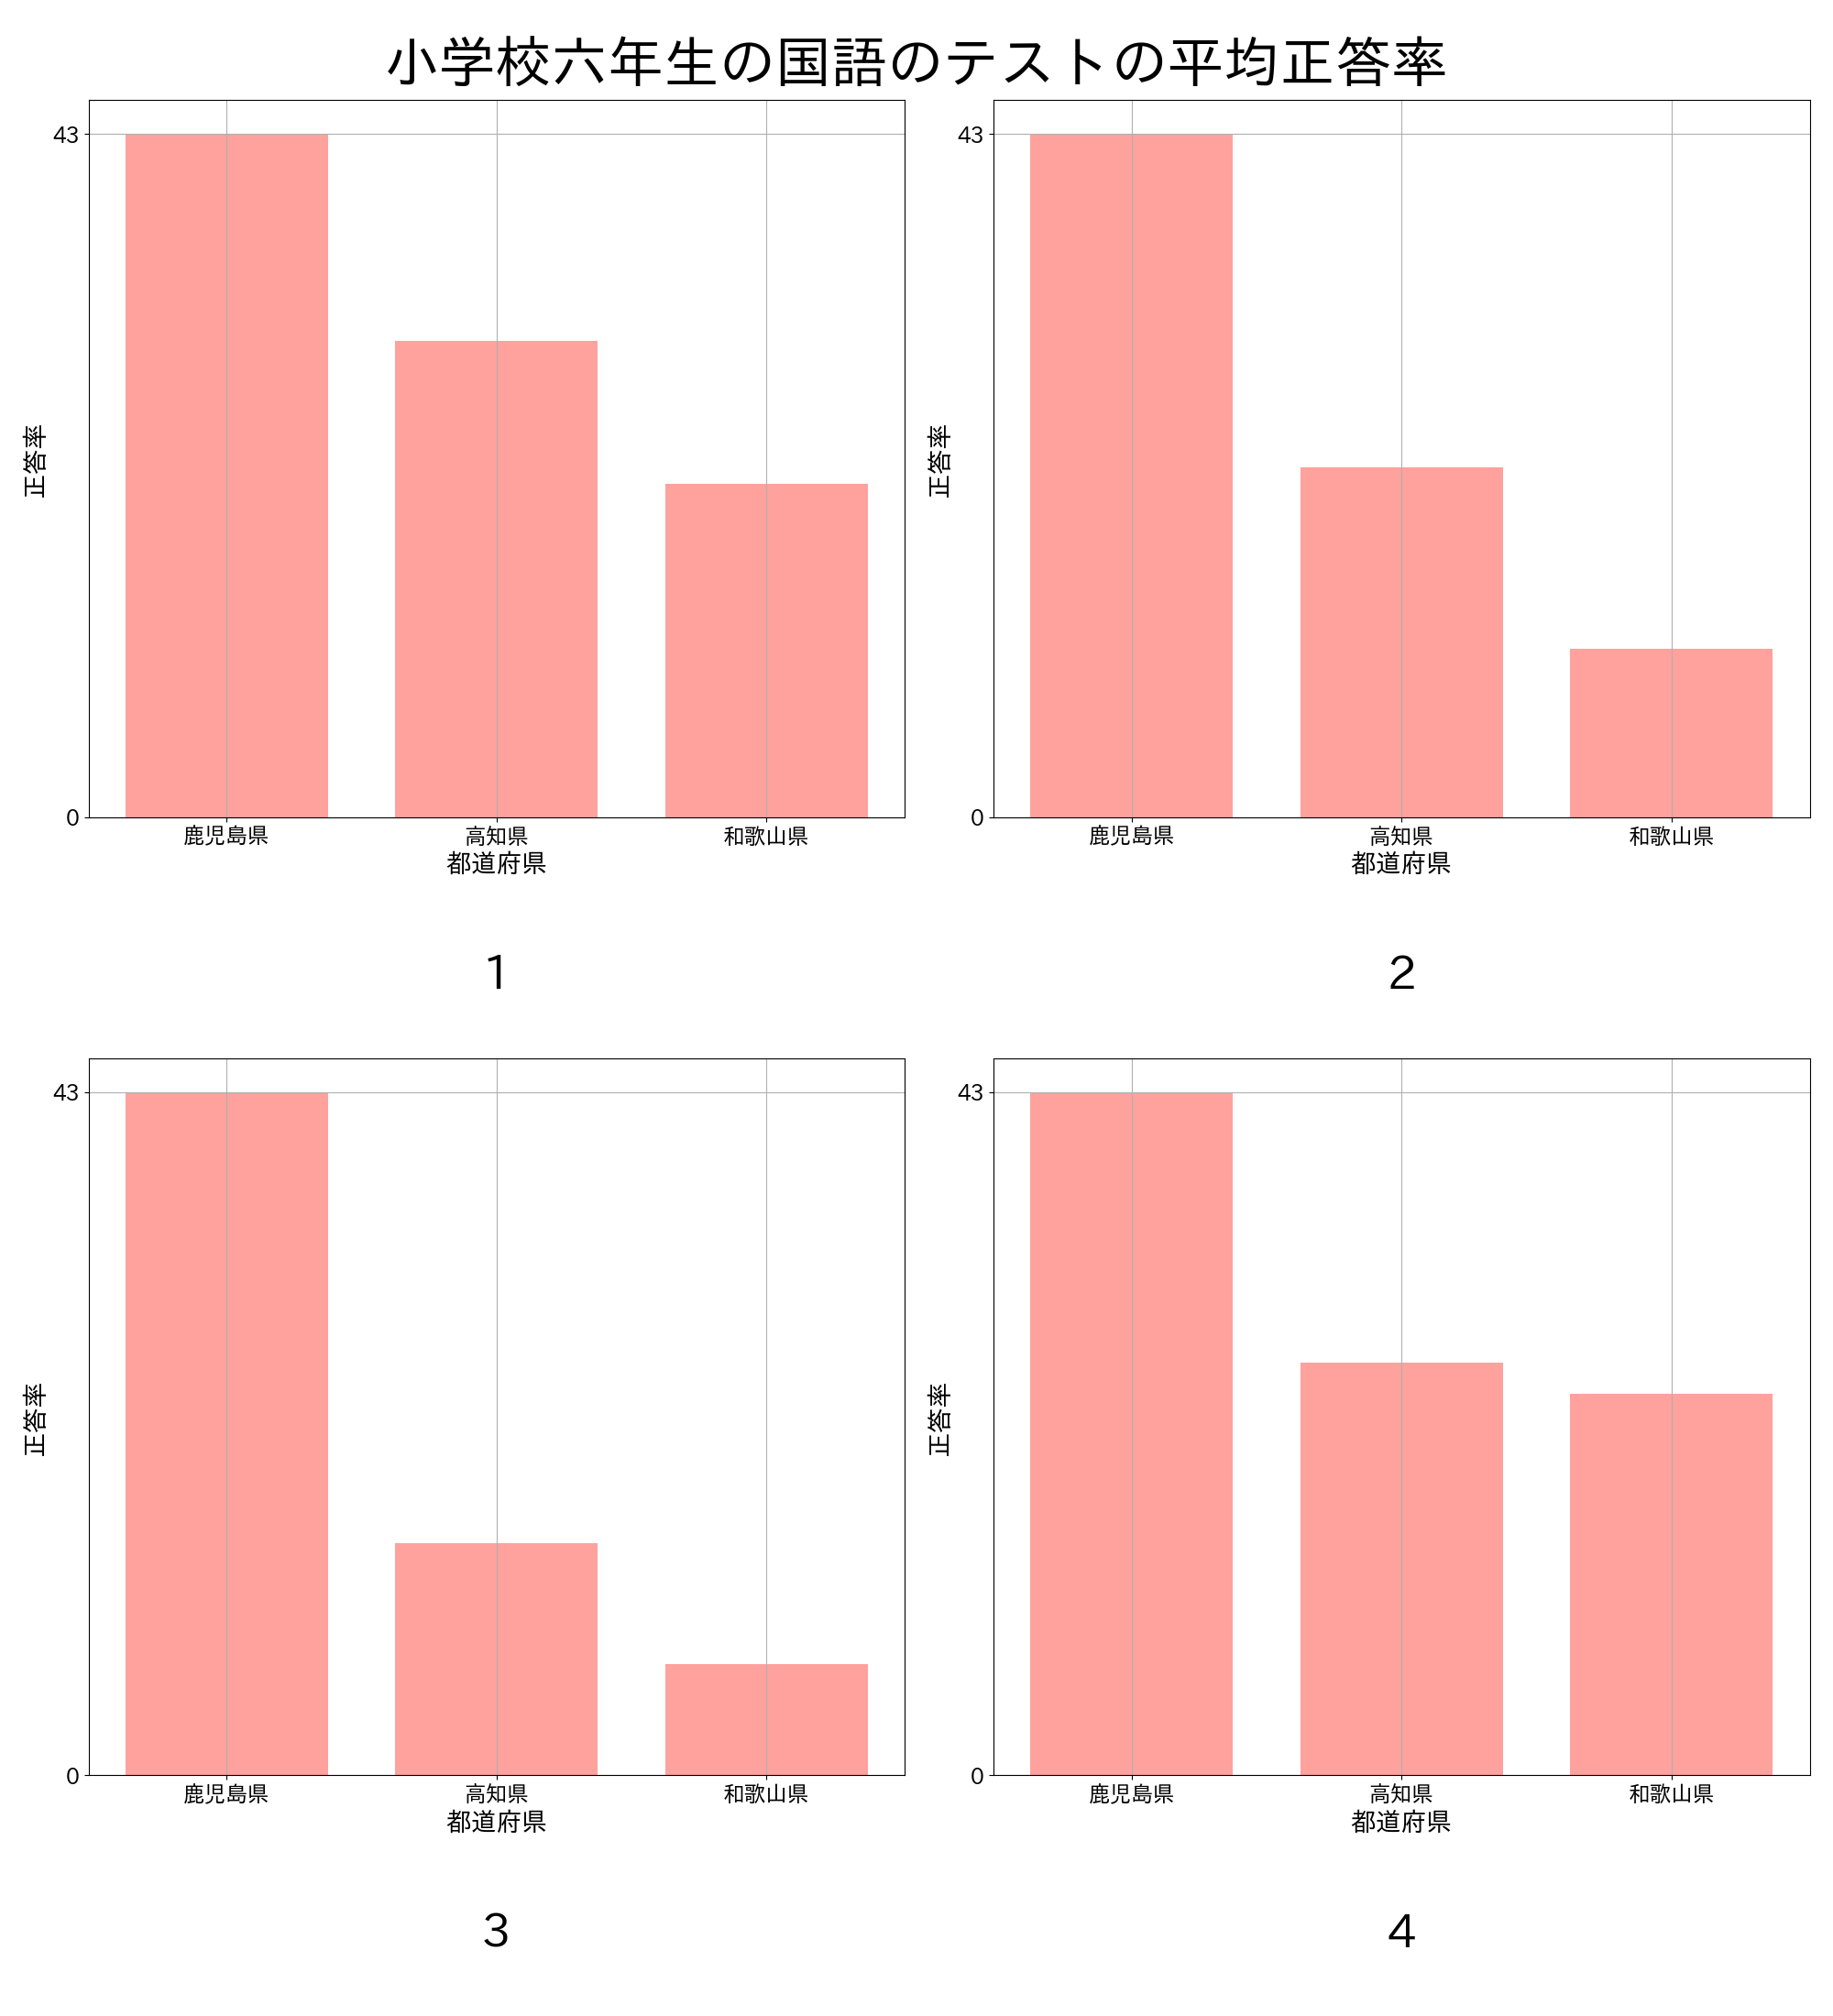 小学校六年生の国語のテストの平均正答率
43
0
正答率
鹿児島県 高知県 和歌山県
都道府県
1
43
0
正答率
鹿児島県 高知県 和歌山県
都道府県
2
43
0
正答率
鹿児島県 高知県 和歌山県
都道府県
3
43
0
正答率
鹿児島県 高知県 和歌山県
都道府県
4